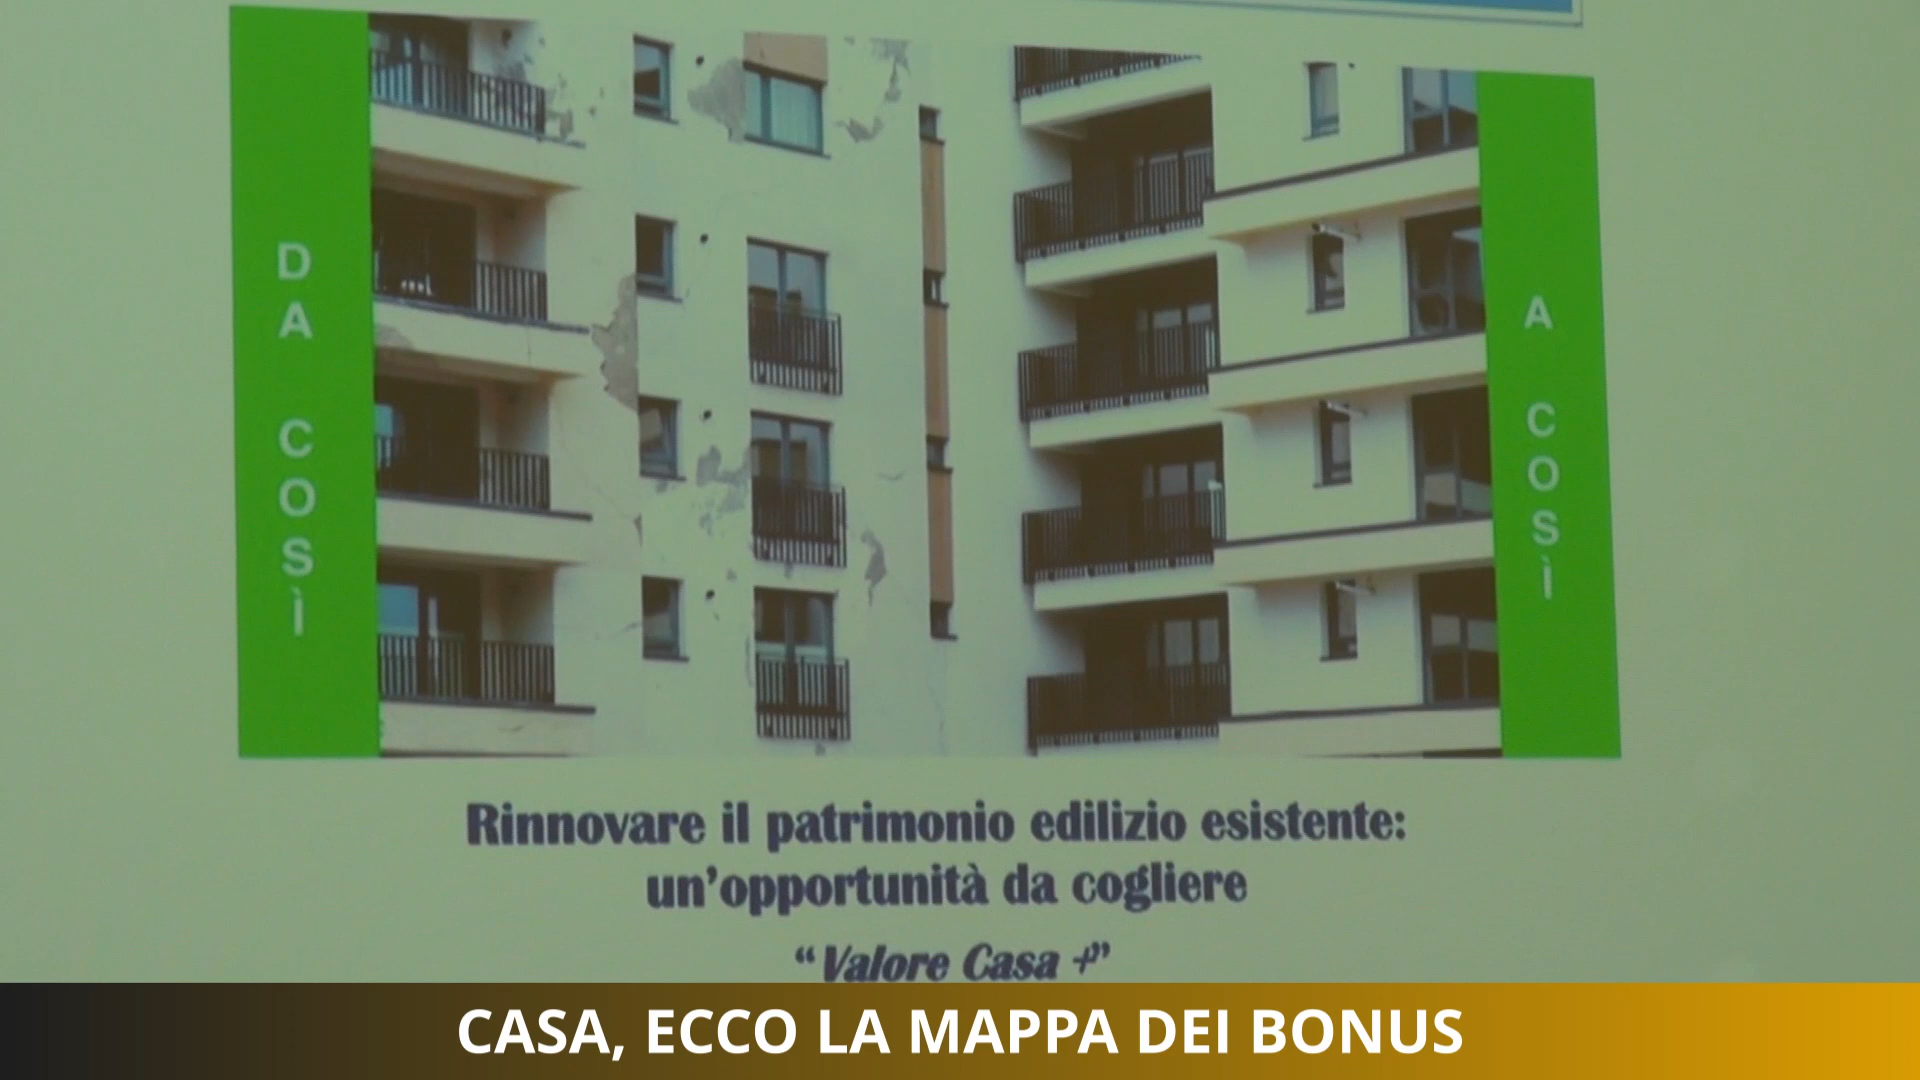 DA COSÌ
A COSÌ
Rinnovare il patrimonio edilizio esistente:
un’opportunità da cogliere
“Valore Casa +”
CASA, ECCO LA MAPPA DEI BONUS